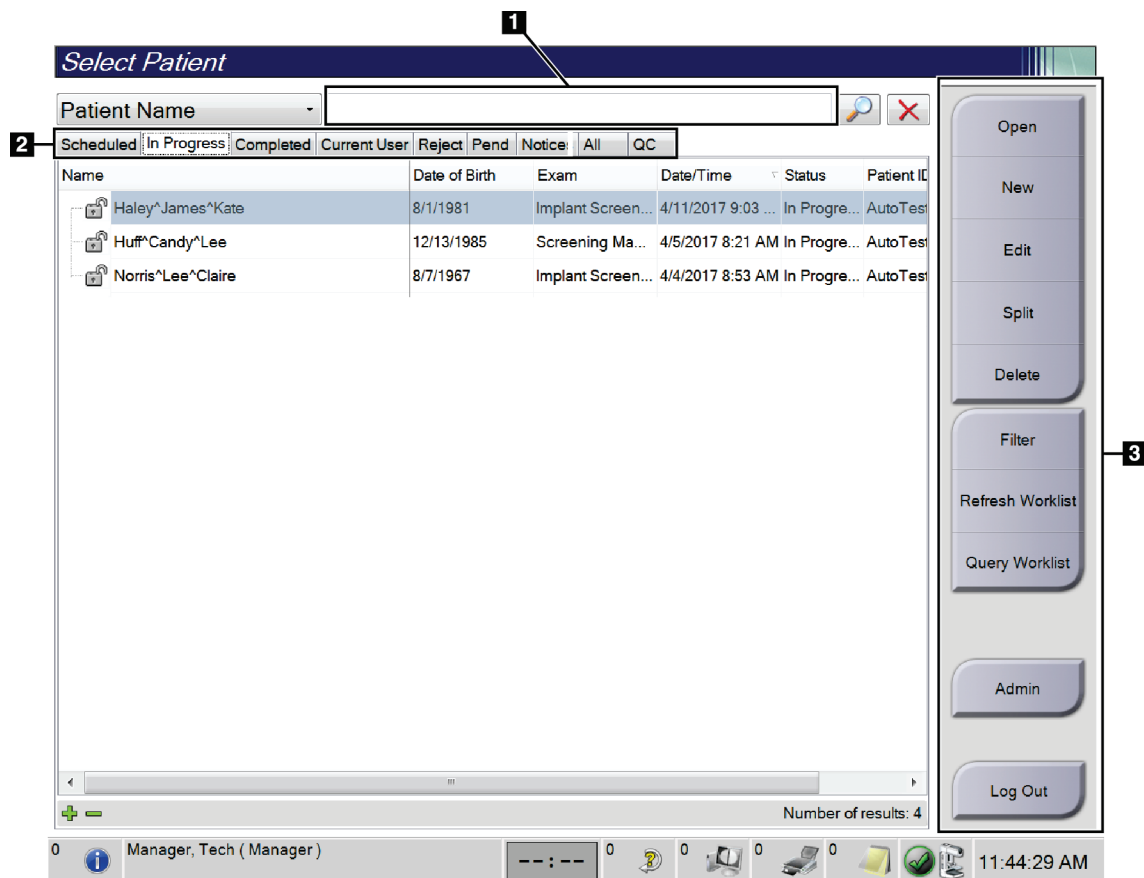 1
Select Patient
Patient Name
2
Scheduled In Progress Completed Current User Reject Pend Notice All QC
Name Date of Birth Exam Date/Time Status Patient ID
Haley^James^Kate 8/1/1981 Implant Screen... 4/11/2017 9:03 ... In Progre... AutoTest
Huff^Candy^Lee 12/13/1985 Screening Ma... 4/5/2017 8:21 AM In Progre... AutoTest
Norris^Lee^Claire 8/7/1967 Implant Screen... 4/4/2017 8:53 AM In Progre... AutoTest
Number of results: 4
Open
New
Edit
Split
Delete
Filter
3
Refresh Worklist
Query Worklist
Admin
Log Out
0 Manager, Tech ( Manager ) --:-- 0 0 0 0 11:44:29 AM